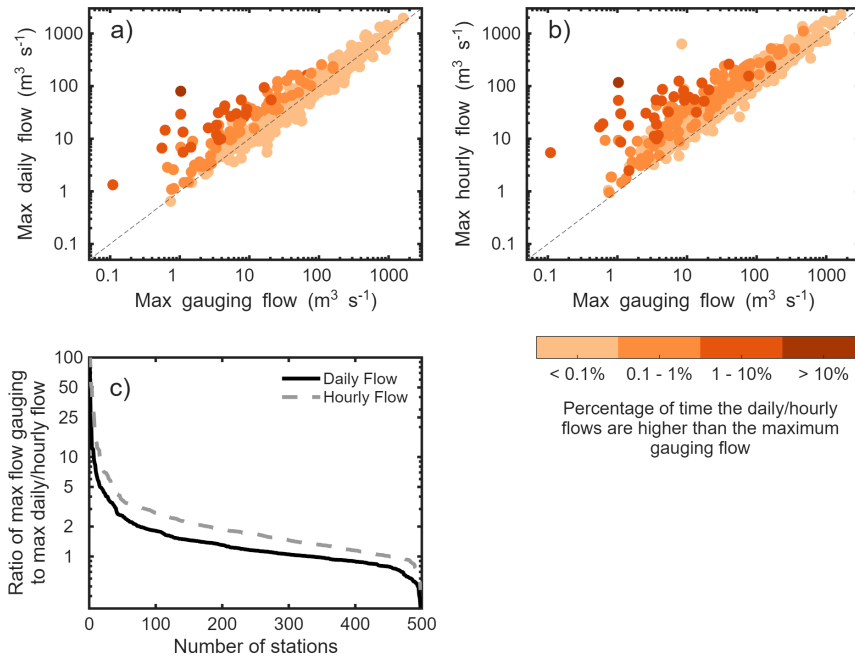 a)
Max daily flow (m³ s⁻¹)
1000
100
10
1
0.1
0.1 1 10 100 1000
Max gauging flow (m³ s⁻¹)
b)
Max hourly flow (m³ s⁻¹)
1000
100
10
1
0.1
0.1 1 10 100 1000
Max gauging flow (m³ s⁻¹)
< 0.1% 0.1 - 1% 1 - 10% > 10%
Percentage of time the daily/hourly
flows are higher than the maximum
gauging flow
c)
Daily Flow
Hourly Flow
Ratio of max flow gauging
to max daily/hourly flow
100
50
25
10
5
2
1
0 100 200 300 400 500
Number of stations